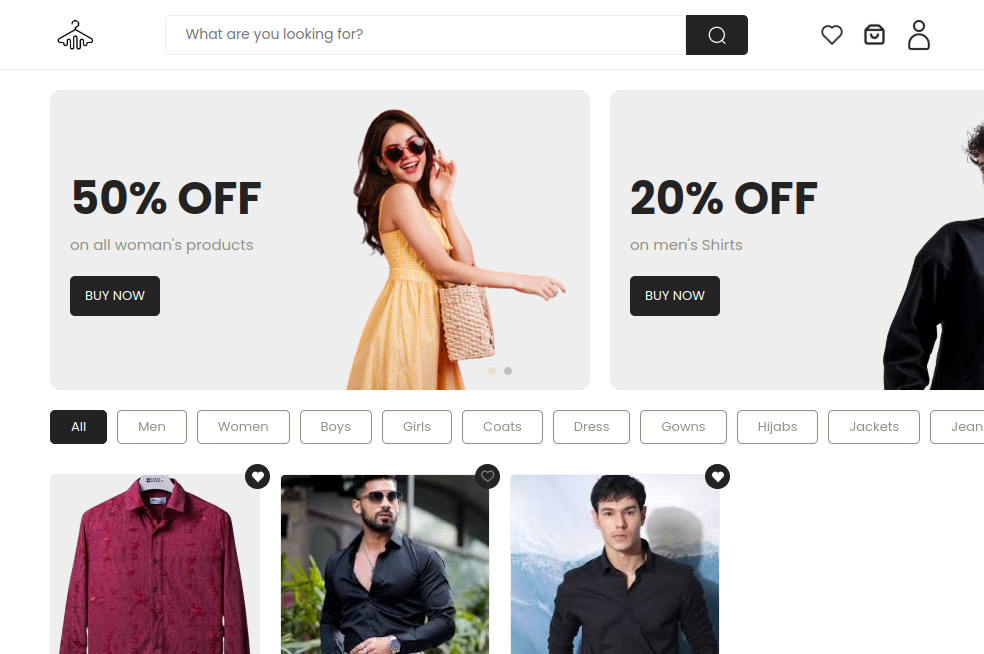 What are you looking for?
50% OFF
on all woman's products
BUY NOW
20% OFF
on men's Shirts
BUY NOW
All
Men
Women
Boys
Girls
Coats
Dress
Gowns
Hijabs
Jackets
Jean